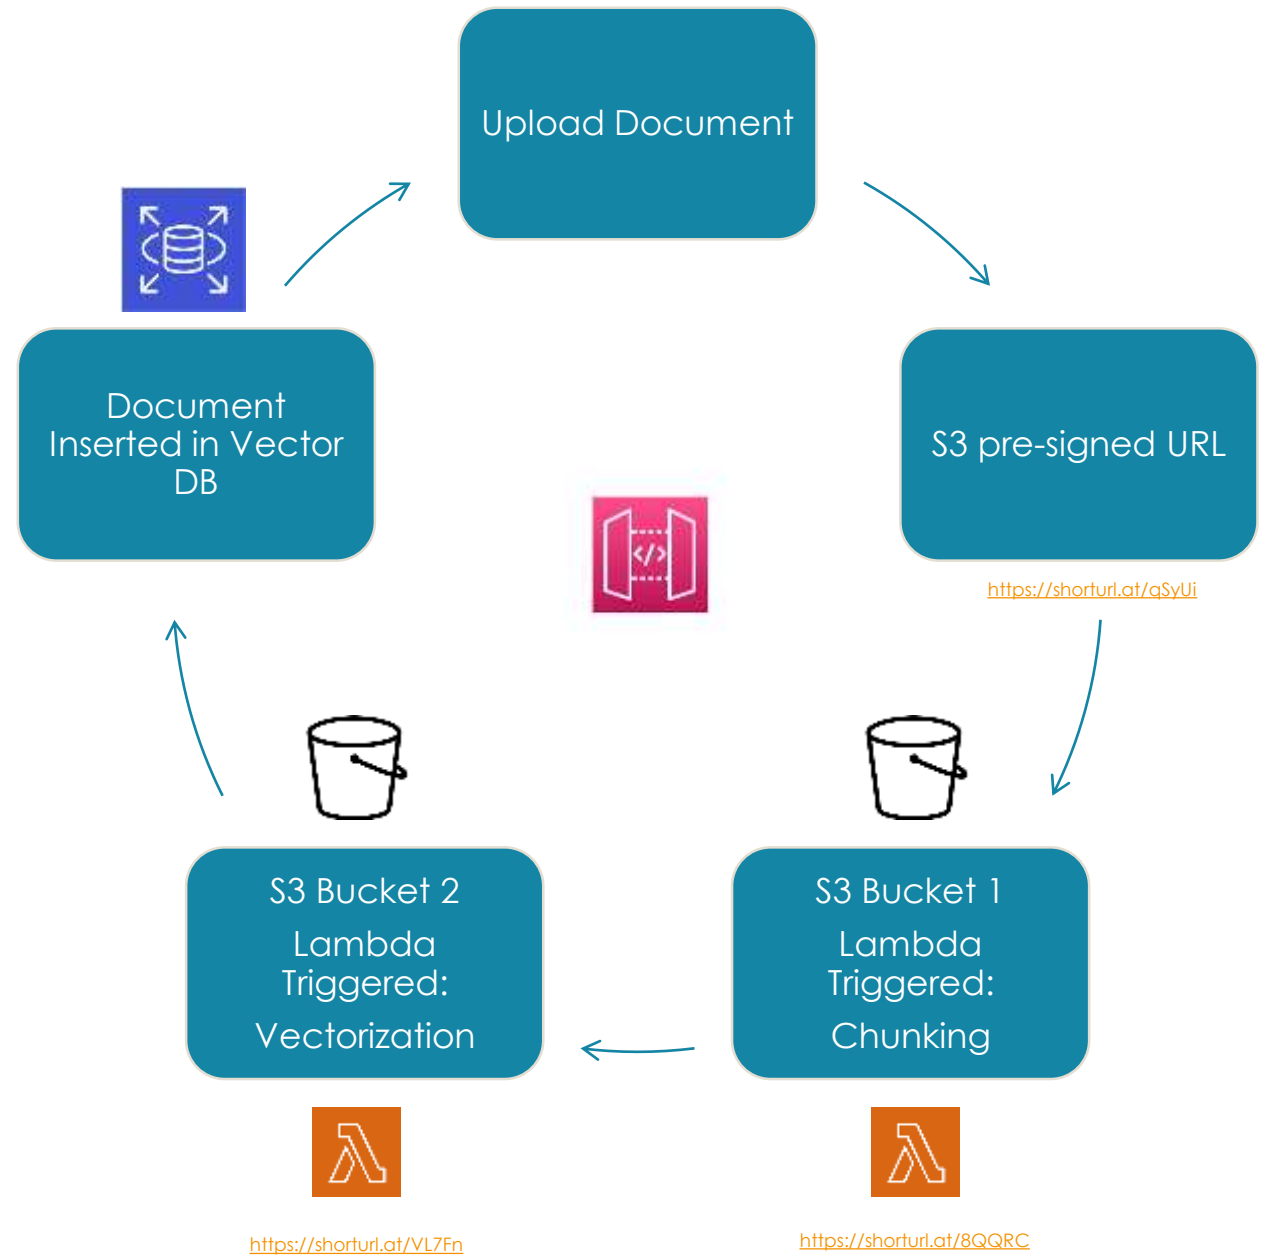 Upload Document
S3 pre-signed URL
https://shorturl.at/qSyUi
S3 Bucket 1
Lambda
Triggered:
Chunking
https://shorturl.at/8QQRC
S3 Bucket 2
Lambda
Triggered:
Vectorization
https://shorturl.at/VL7Fn
Document
Inserted in Vector
DB
</>